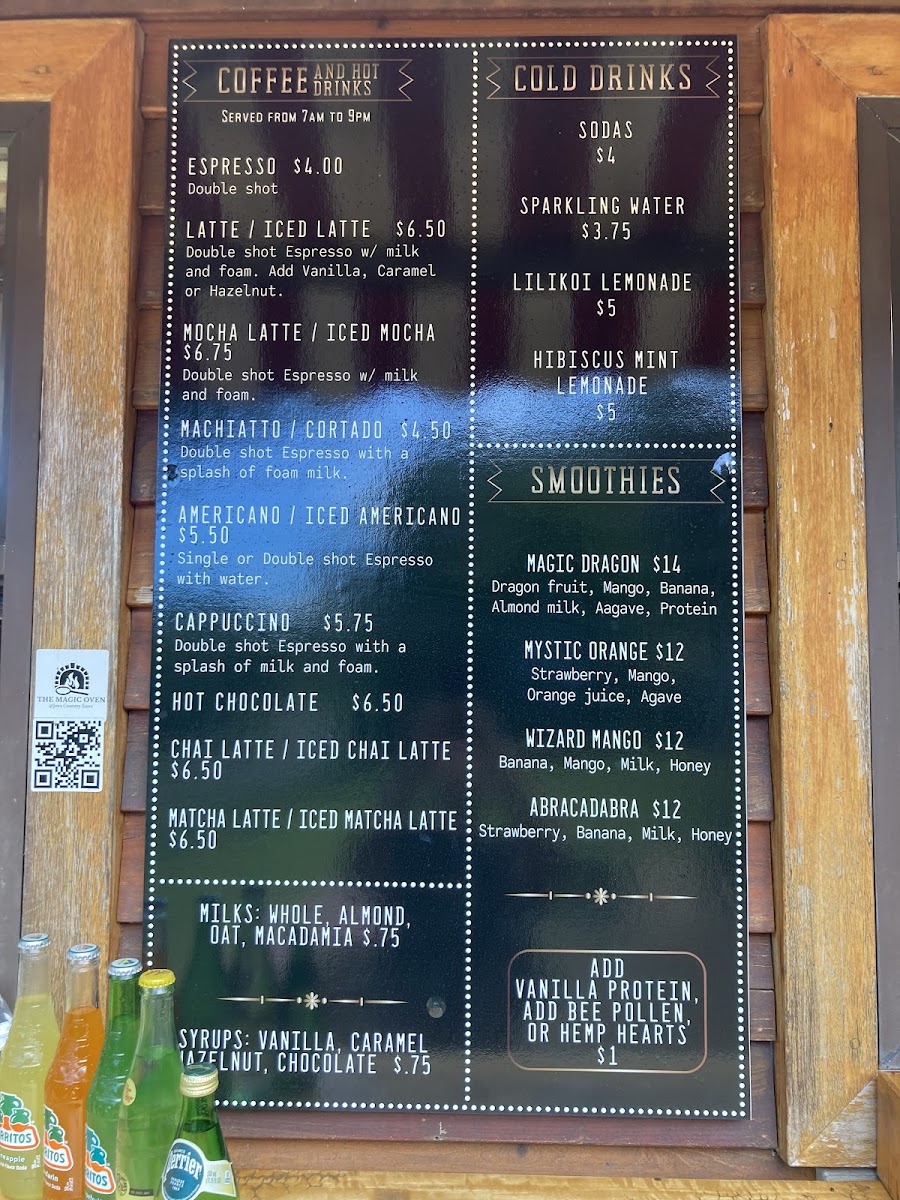 COFFEE AND HOT DRINKS
SERVED FROM 7AM TO 9PM
ESPRESSO $4.00
Double shot
LATTE / ICED LATTE $6.50
Double shot Espresso w/ milk
and foam. Add Vanilla, Caramel
or Hazelnut.
MOCHA LATTE / ICED MOCHA
$6.75
Double shot Espresso w/ milk
and foam.
MACHIATTO / CORTADO $4.50
Double shot Espresso with a
splash of foam milk.
AMERICANO / ICED AMERICANO
$5.50
Single or Double shot Espresso
with water.
CAPPUCCINO $5.75
Double shot Espresso with a
splash of milk and foam.
HOT CHOCOLATE $6.50
CHAI LATTE / ICED CHAI LATTE
$6.50
MATCHA LATTE / ICED MATCHA LATTE
$6.50
MILKS: WHOLE, ALMOND,
OAT, MACADAMIA $.75
SYRUPS: VANILLA, CARAMEL
AZELNUT, CHOCOLATE $.75
COLD DRINKS
SODAS
$4
SPARKLING WATER
$3.75
LILIKOI LEMONADE
$5
HIBISCUS MINT
LEMONADE
$5
SMOOTHIES
MAGIC DRAGON $14
Dragon fruit, Mango, Banana,
Almond milk, Aagave, Protein
MYSTIC ORANGE $12
Strawberry, Mango,
Orange juice, Agave
WIZARD MANGO $12
Banana, Mango, Milk, Honey
ABRACADABRA $12
Strawberry, Banana, Milk, Honey
ADD
VANILLA PROTEIN,
ADD BEE POLLEN,
OR HEMP HEARTS
$1
THE MAGIC OVEN
RRITOS
eapple
RITOS
darin
RITOS
Perrier